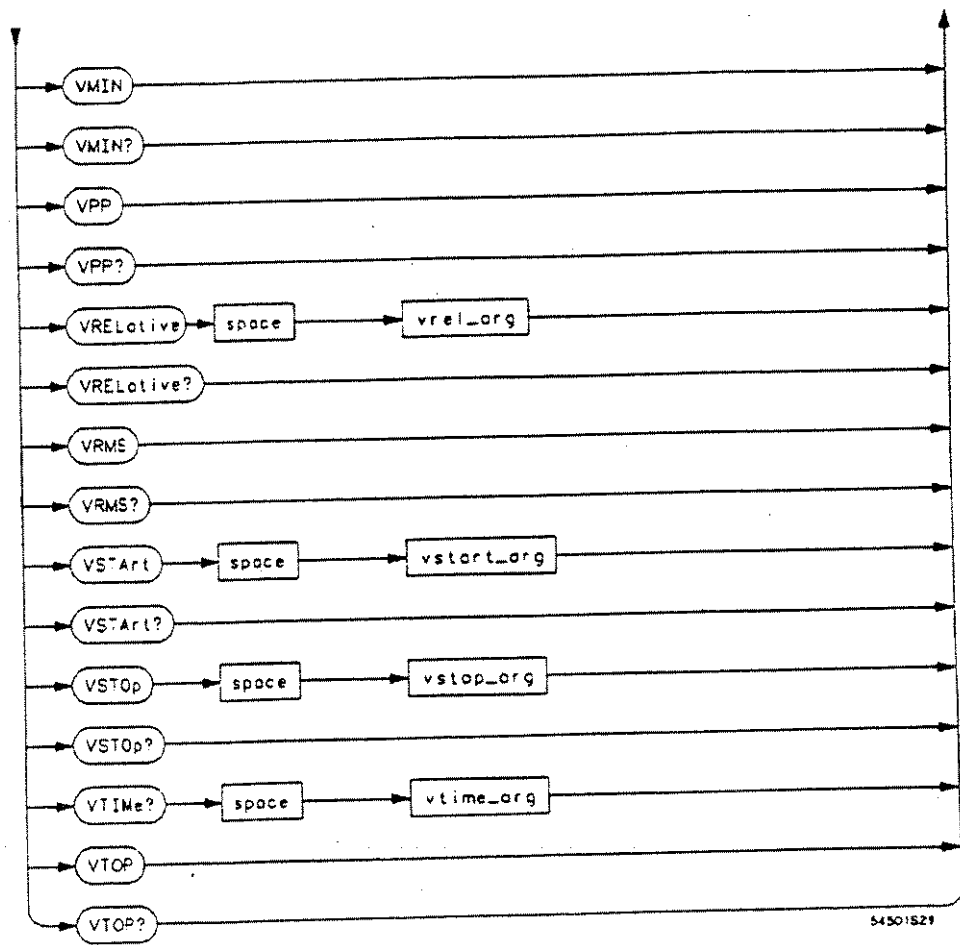 VMIN
VMIN?
VPP
VPP?
VRELative space vrel_arg
VRELative?
VRMS
VRMS?
VSTArt space vstart_arg
VSTArt?
VSTOp space vstop_arg
VSTOp?
VTIMe? space vtime_arg
VTOP
VTOP?
54501S29